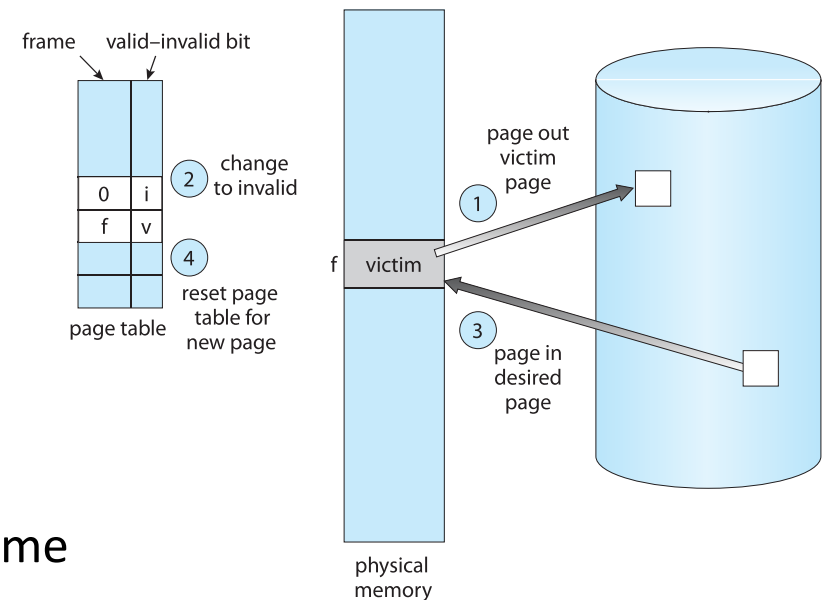 frame
valid–invalid bit
0
i
f
v
2
change
to invalid
4
reset page
table for
new page
page table
f
victim
physical
memory
page out
victim
page
1
3
page in
desired
page
me